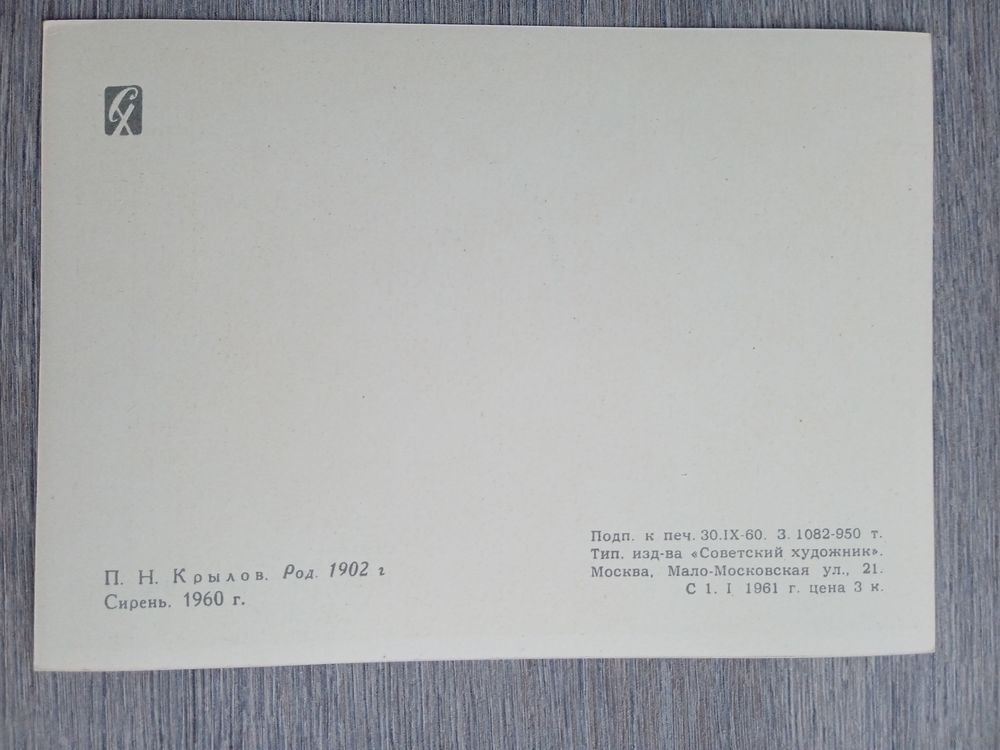 СХ
П. Н. Крылов. Род. 1902 г
Сирень. 1960 г.
Подп. к печ. 30.IX-60. З. 1082-950 т.
Тип. изд-ва «Советский художник».
Москва, Мало-Московская ул., 21.
С 1. I 1961 г. цена 3 к.